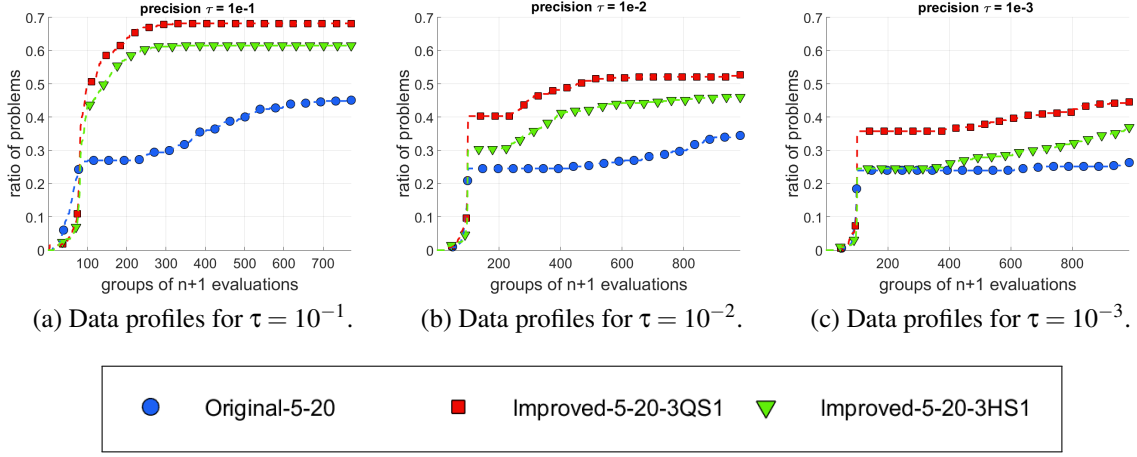 precision τ = 1e-1
ratio of problems
0.7
0.6
0.5
0.4
0.3
0.2
0.1
0
100 200 300 400 500 600 700
groups of n+1 evaluations
(a) Data profiles for τ = 10⁻¹.
precision τ = 1e-2
ratio of problems
0.7
0.6
0.5
0.4
0.3
0.2
0.1
0
200 400 600 800
groups of n+1 evaluations
(b) Data profiles for τ = 10⁻².
precision τ = 1e-3
ratio of problems
0.7
0.6
0.5
0.4
0.3
0.2
0.1
0
200 400 600 800
groups of n+1 evaluations
(c) Data profiles for τ = 10⁻³.
Original-5-20 Improved-5-20-3QS1 Improved-5-20-3HS1